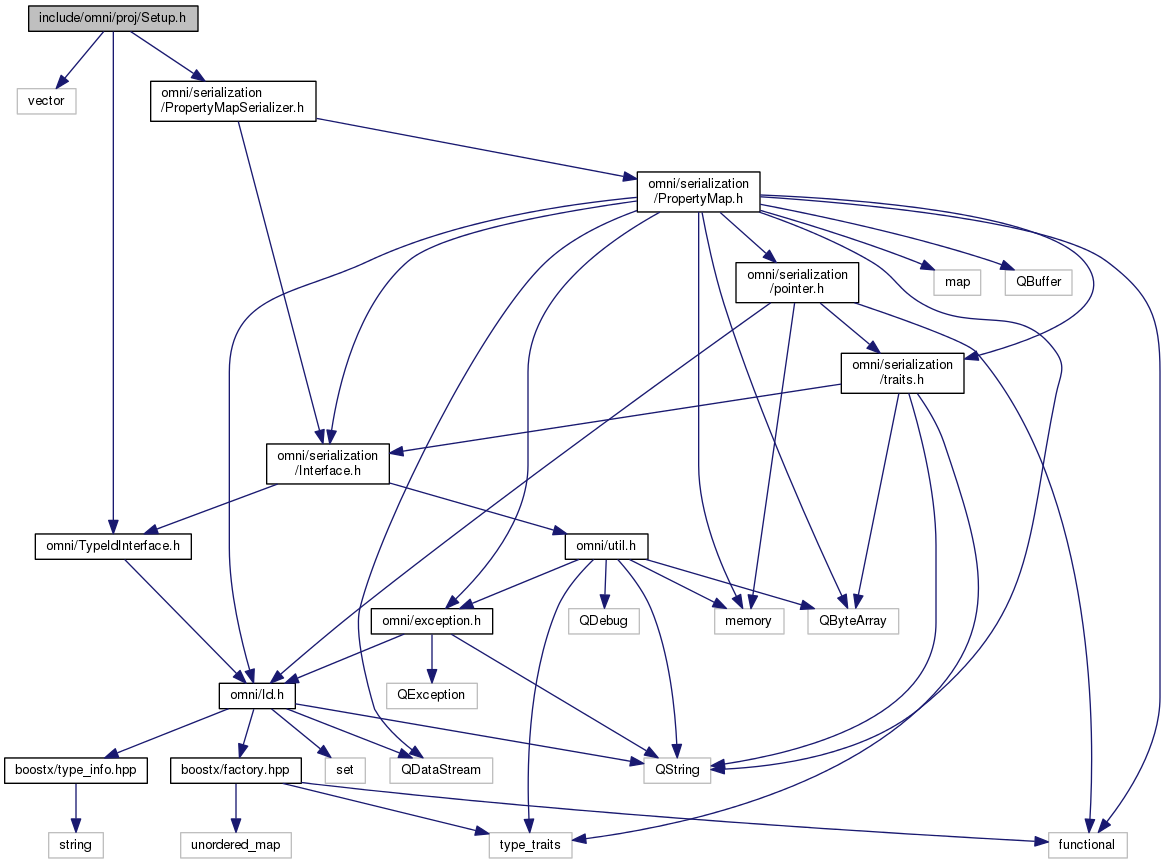 include/omni/proj/Setup.h
vector
omni/serialization
/PropertyMapSerializer.h
omni/serialization
/PropertyMap.h
omni/serialization
/pointer.h
map
QBuffer
omni/serialization
/traits.h
omni/serialization
/Interface.h
omni/TypeIdInterface.h
omni/util.h
omni/exception.h
QDebug
memory
QByteArray
omni/Id.h
QException
boostx/type_info.hpp
boostx/factory.hpp
set
QDataStream
QString
string
unordered_map
type_traits
functional